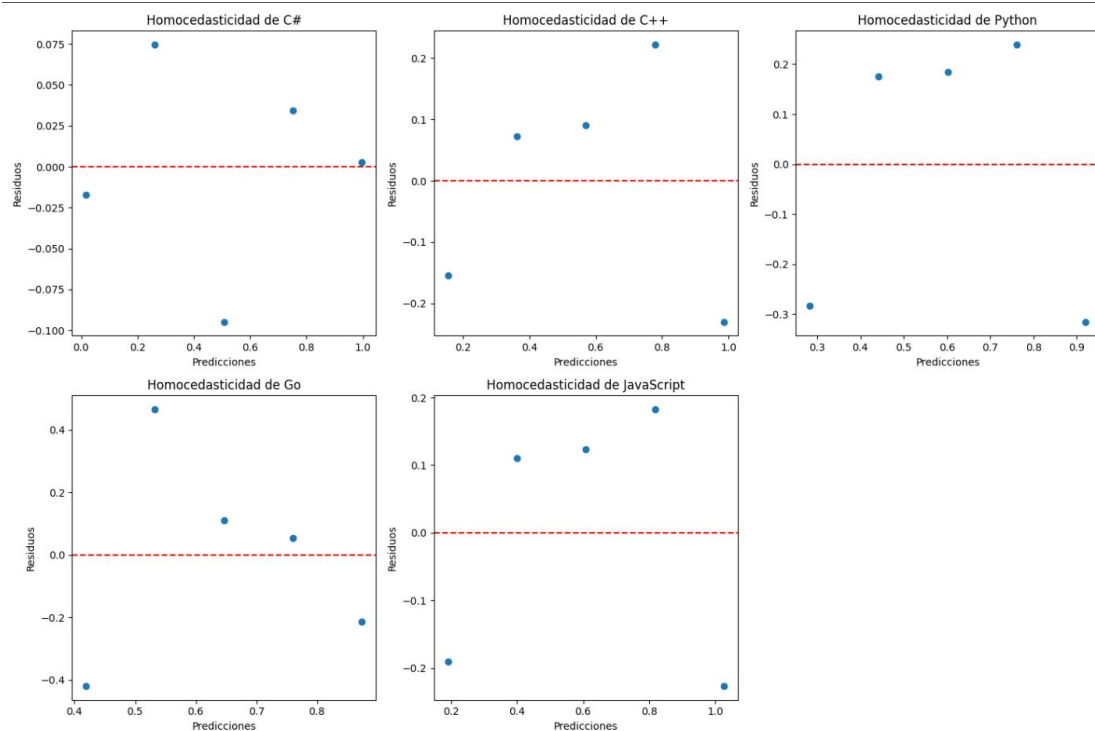 Homocedasticidad de C#
Residuos
0.075
0.050
0.025
0.000
−0.025
−0.050
−0.075
−0.100
0.0 0.2 0.4 0.6 0.8 1.0
Predicciones
Homocedasticidad de C++
Residuos
0.2
0.1
0.0
−0.1
−0.2
0.2 0.4 0.6 0.8 1.0
Predicciones
Homocedasticidad de Python
Residuos
0.2
0.1
0.0
−0.1
−0.2
−0.3
0.3 0.4 0.5 0.6 0.7 0.8 0.9
Predicciones
Homocedasticidad de Go
Residuos
0.4
0.2
0.0
−0.2
−0.4
0.4 0.5 0.6 0.7 0.8
Predicciones
Homocedasticidad de JavaScript
Residuos
0.2
0.1
0.0
−0.1
−0.2
0.2 0.4 0.6 0.8 1.0
Predicciones